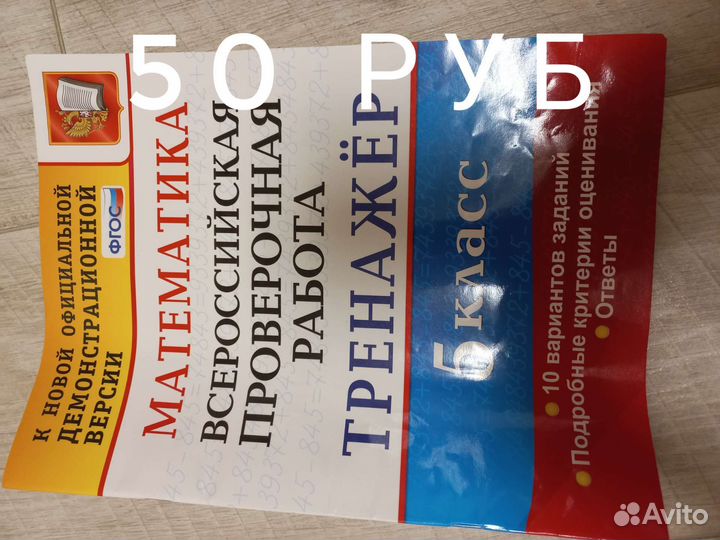 50 РУБ
К НОВОЙ ОФИЦИАЛЬНОЙ
ДЕМОНСТРАЦИОННОЙ
ВЕРСИИ
ФГОС
МАТЕМАТИКА
ВСЕРОССИЙСКАЯ
ПРОВЕРОЧНАЯ
РАБОТА
ТРЕНАЖЁР
5 класс
10 вариантов заданий
Подробные критерии оценивания
Ответы
Avito